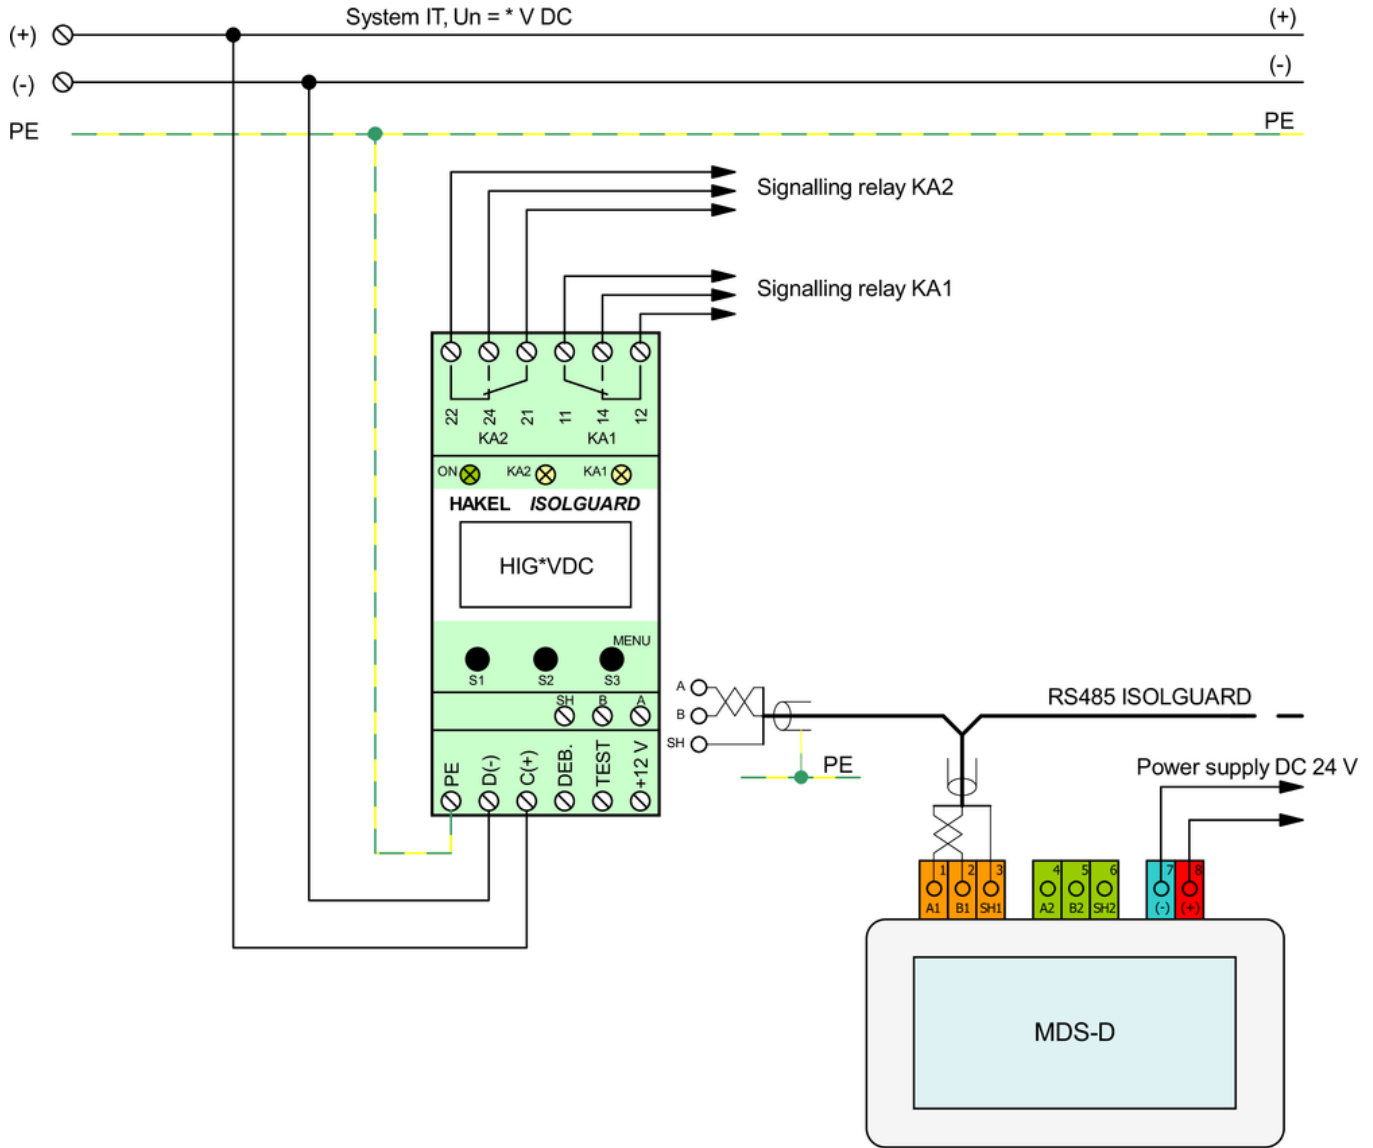 System IT, Un = * V DC
(+) (+)
(-) (-)
PE PE
Signalling relay KA2
Signalling relay KA1
22 24 21 11 14 12
KA2 KA1
ON KA2 KA1
HAKEL ISOLGUARD
HIG*VDC
MENU
S1 S2 S3
SH B A
PE D(-) C(+) DEB. TEST +12 V
A
B
SH
PE
RS485 ISOLGUARD
Power supply DC 24 V
1 2 3 4 5 6 7 8
A1 B1 SH1 A2 B2 SH2 (-) (+)
MDS-D